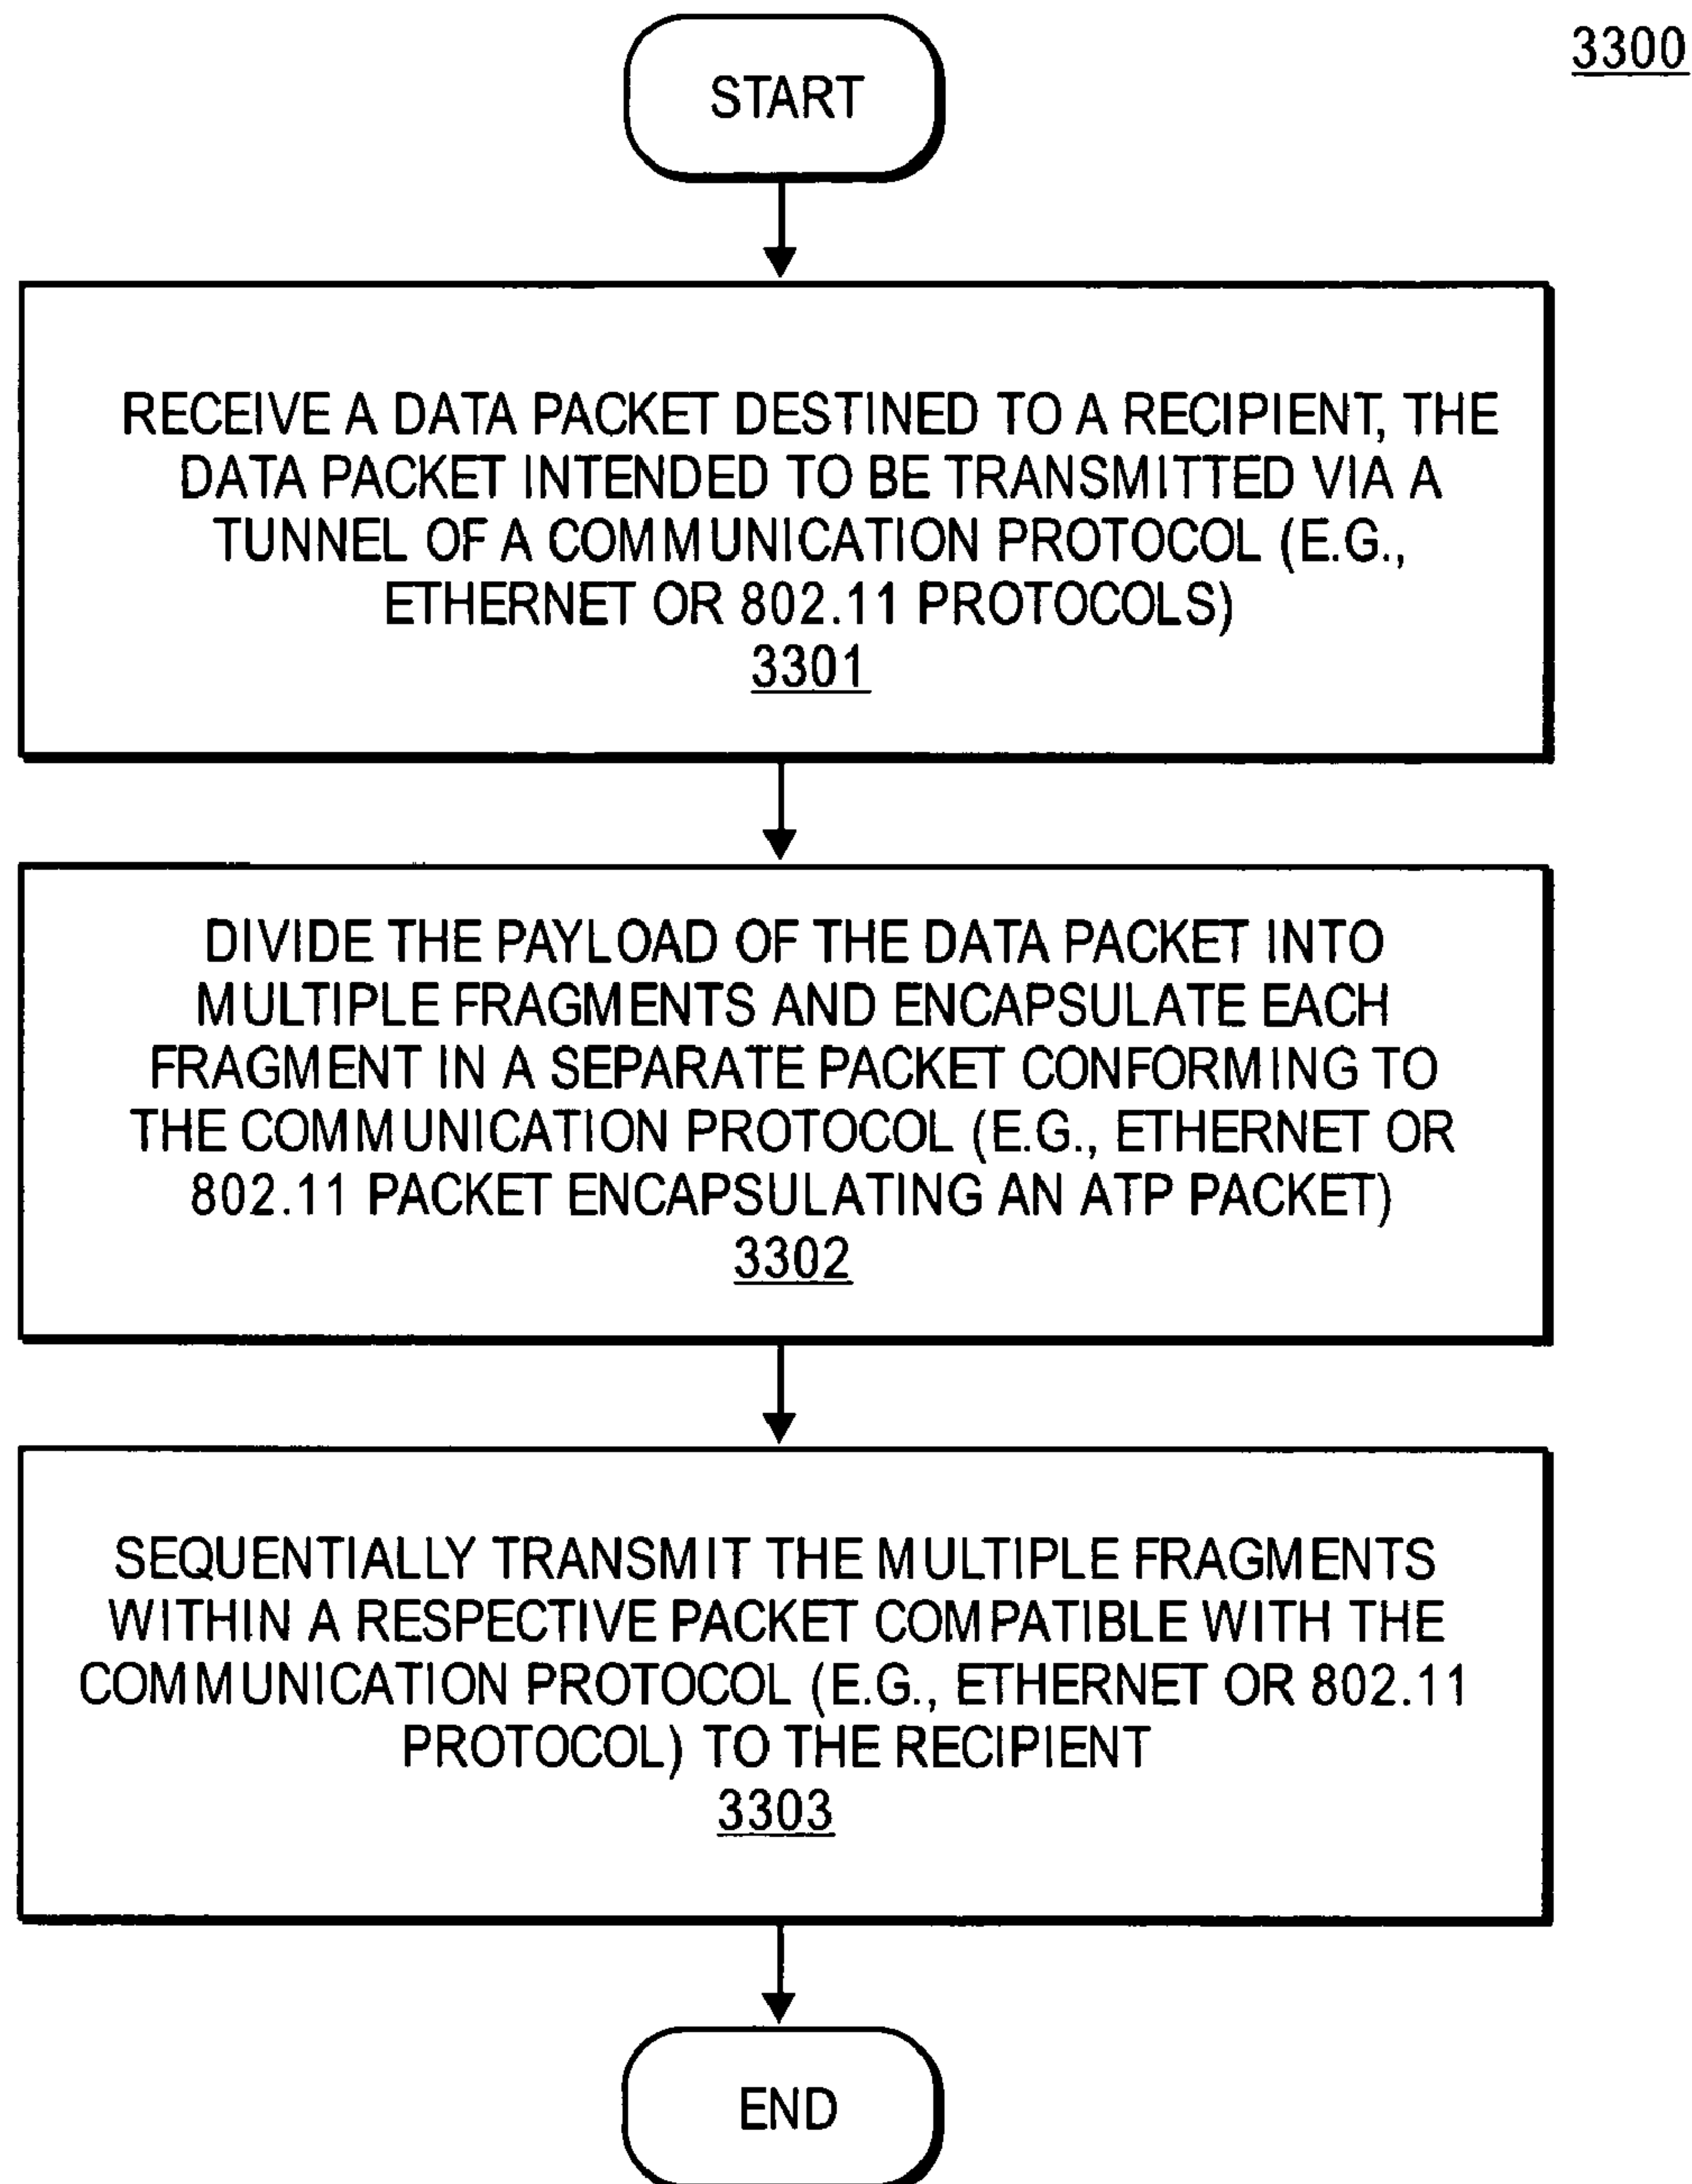 3300
START
RECEIVE A DATA PACKET DESTINED TO A RECIPIENT, THE
DATA PACKET INTENDED TO BE TRANSMITTED VIA A
TUNNEL OF A COMMUNICATION PROTOCOL (E.G.,
ETHERNET OR 802.11 PROTOCOLS)
3301
DIVIDE THE PAYLOAD OF THE DATA PACKET INTO
MULTIPLE FRAGMENTS AND ENCAPSULATE EACH
FRAGMENT IN A SEPARATE PACKET CONFORMING TO
THE COMMUNICATION PROTOCOL (E.G., ETHERNET OR
802.11 PACKET ENCAPSULATING AN ATP PACKET)
3302
SEQUENTIALLY TRANSMIT THE MULTIPLE FRAGMENTS
WITHIN A RESPECTIVE PACKET COMPATIBLE WITH THE
COMMUNICATION PROTOCOL (E.G., ETHERNET OR 802.11
PROTOCOL) TO THE RECIPIENT
3303
END